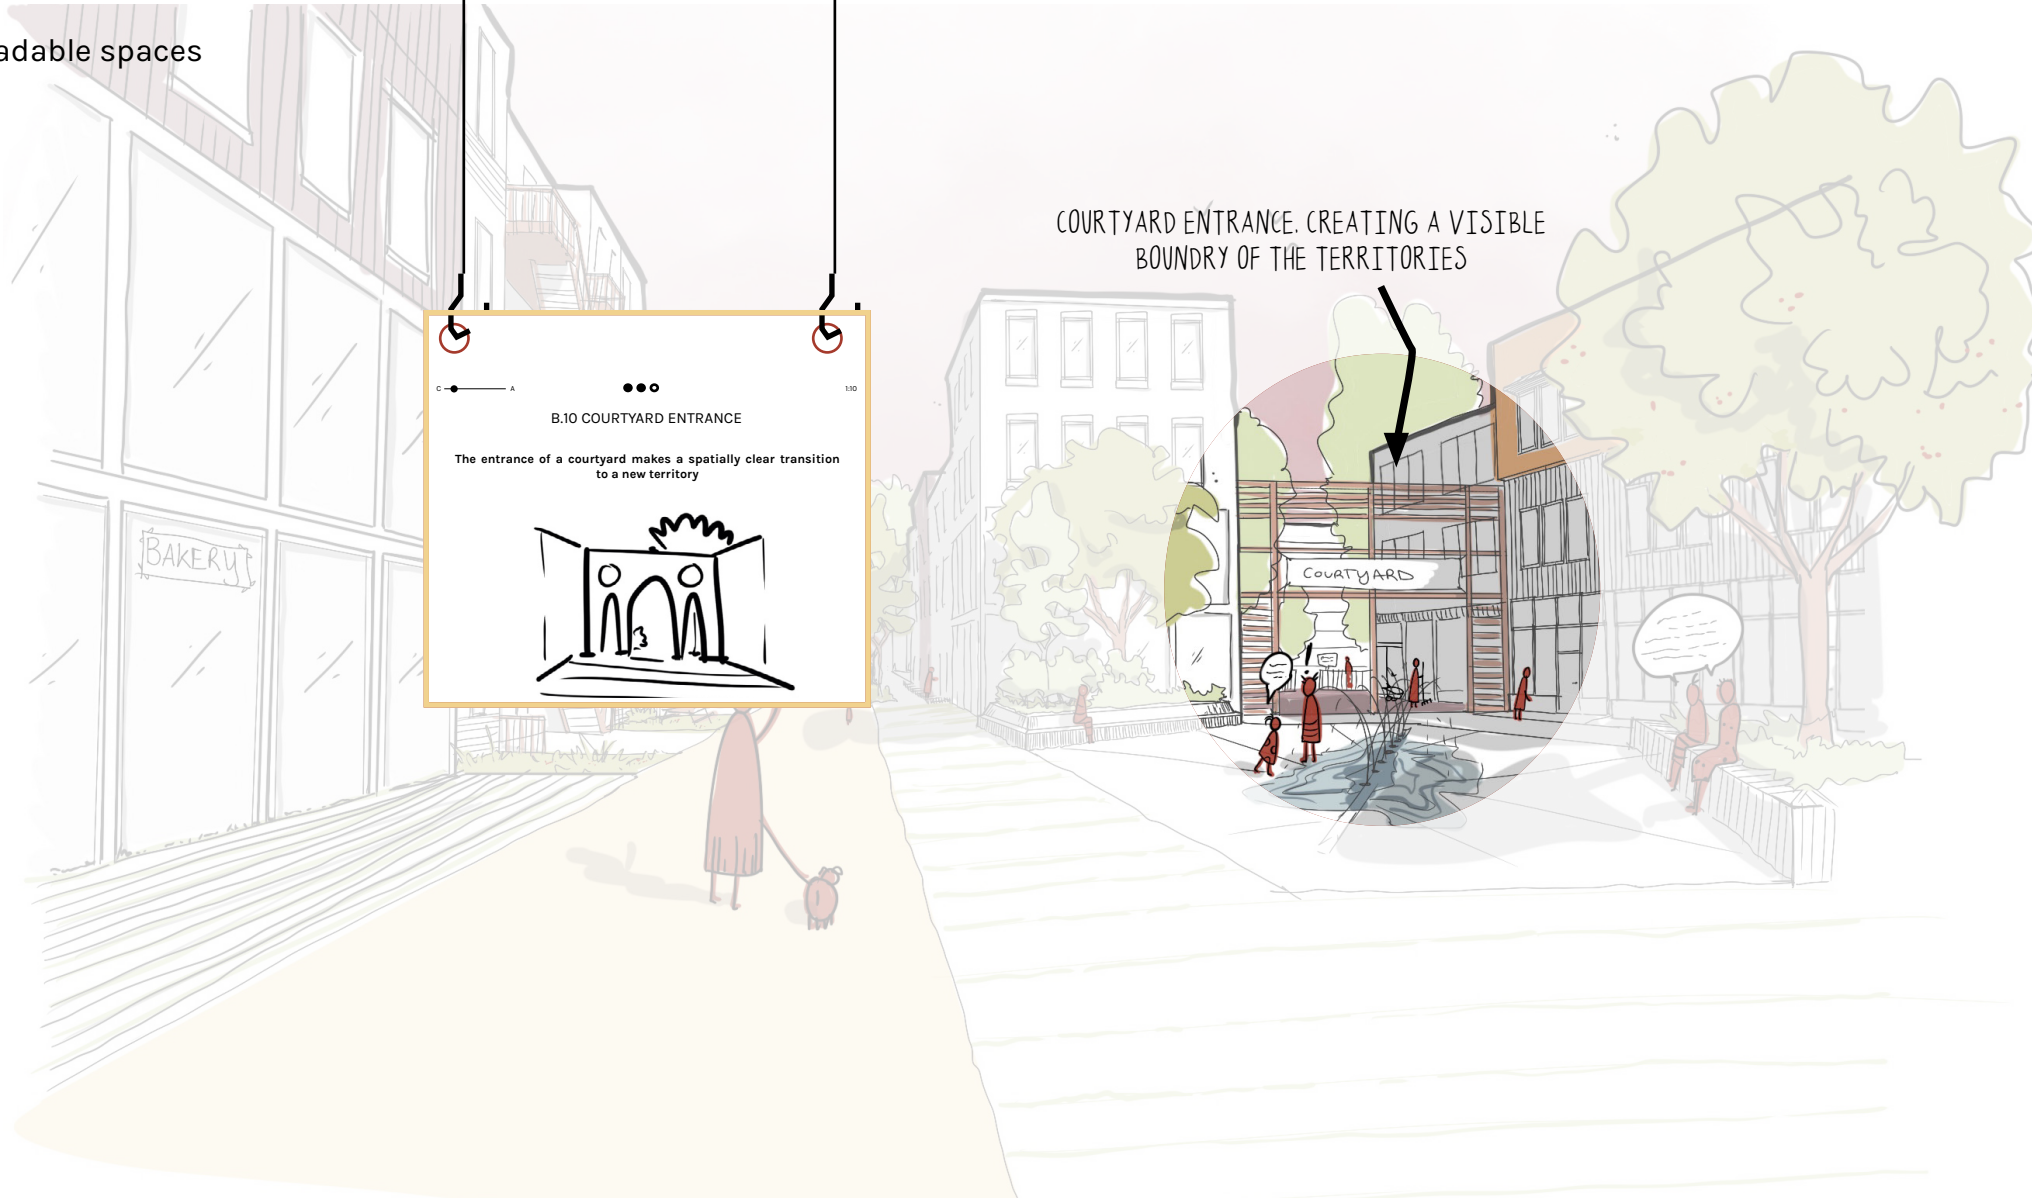 adable spaces
COURTYARD ENTRANCE. CREATING A VISIBLE
BOUNDRY OF THE TERRITORIES
C A 1:10
B.10 COURTYARD ENTRANCE
The entrance of a courtyard makes a spatially clear transition
to a new territory
BAKERY
COURTYARD